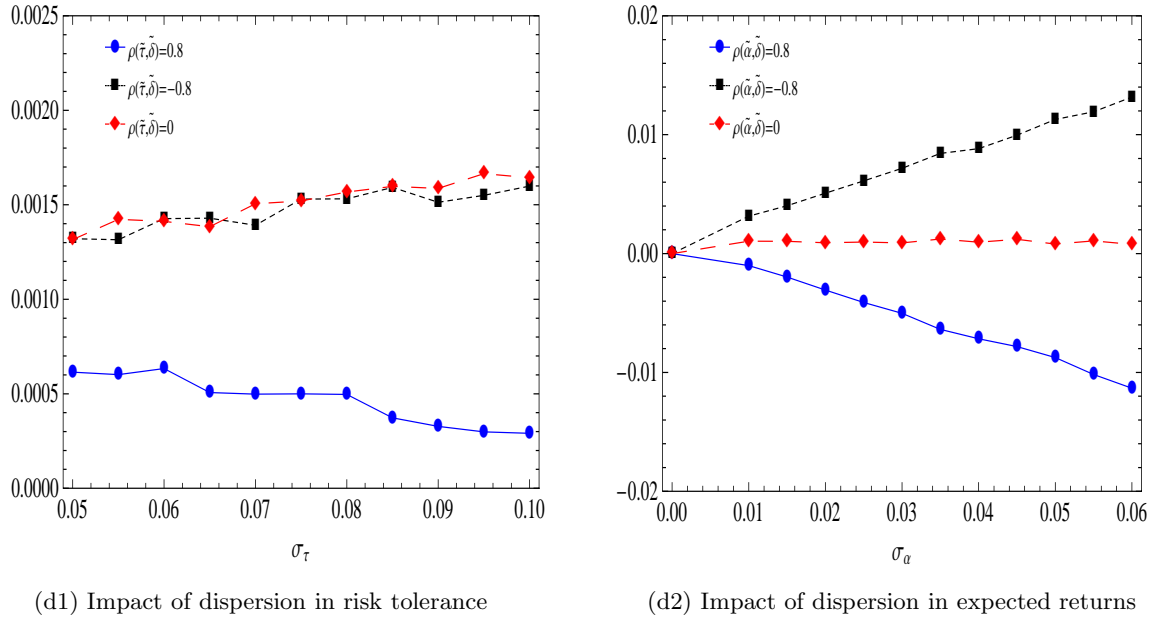 0.0025
0.0020
0.0015
0.0010
0.0005
0.0000
ρ(τ̃,δ̃)=0.8
ρ(τ̃,δ̃)=−0.8
ρ(τ̃,δ̃)=0
0.05 0.06 0.07 0.08 0.09 0.10
σ_τ
(d1) Impact of dispersion in risk tolerance
0.02
0.01
0.00
−0.01
−0.02
ρ(α̃,δ̃)=0.8
ρ(α̃,δ̃)=−0.8
ρ(α̃,δ̃)=0
0.00 0.01 0.02 0.03 0.04 0.05 0.06
σ_α
(d2) Impact of dispersion in expected returns